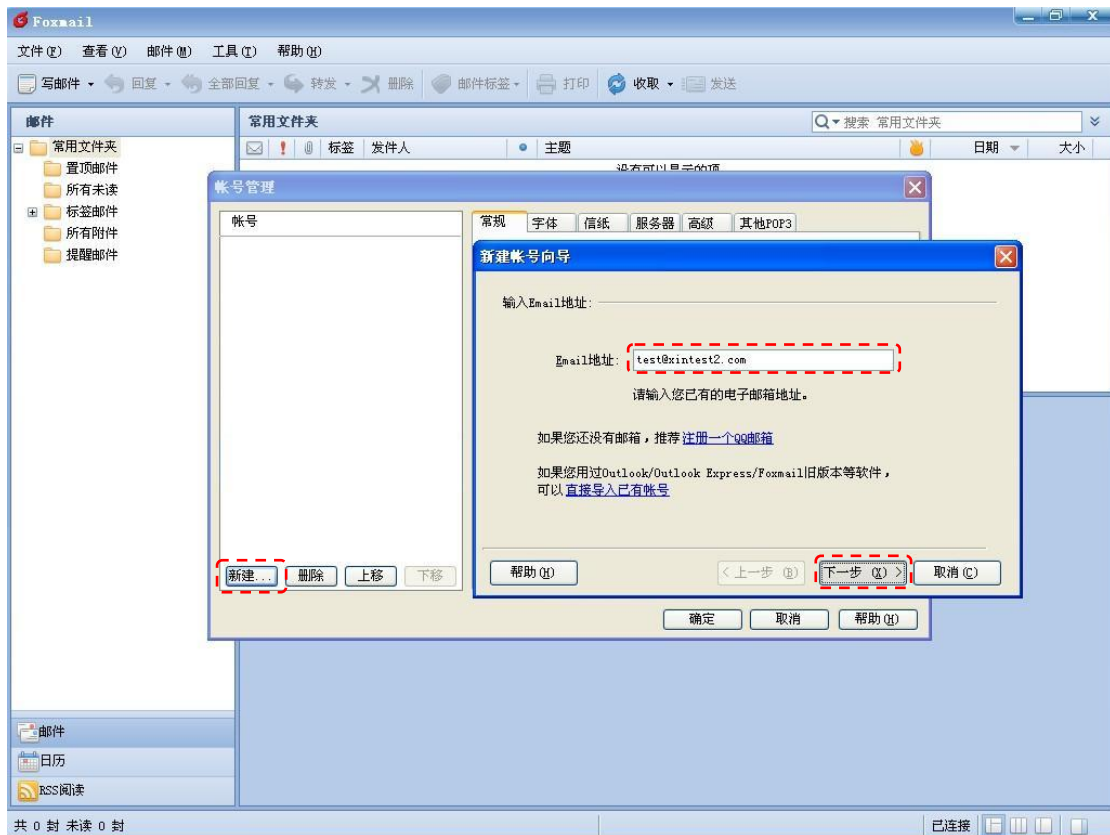 Foxmail
文件(F) 查看(V) 邮件(M) 工具(T) 帮助(H)
写邮件 回复 全部回复 转发 删除 邮件标签 打印 收取 发送
邮件
常用文件夹
置顶邮件
所有未读
标签邮件
所有附件
提醒邮件
常用文件夹
搜索 常用文件夹
标签 发件人 主题 日期 大小
没有可以显示的项
帐号管理
帐号
常规 字体 信纸 服务器 高级 其他POP3
新建帐号向导
输入Email地址:
Email地址: test@xintest2.com
请输入您已有的电子邮箱地址。
如果您还没有邮箱，推荐 注册一个QQ邮箱
如果您用过Outlook/Outlook Express/Foxmail旧版本等软件，
可以 直接导入已有帐号
帮助(H) <上一步 (B) 下一步 (X) > 取消(C)
新建... 删除 上移 下移
确定 取消 帮助(H)
邮件
日历
RSS阅读
共 0 封 未读 0 封
已连接